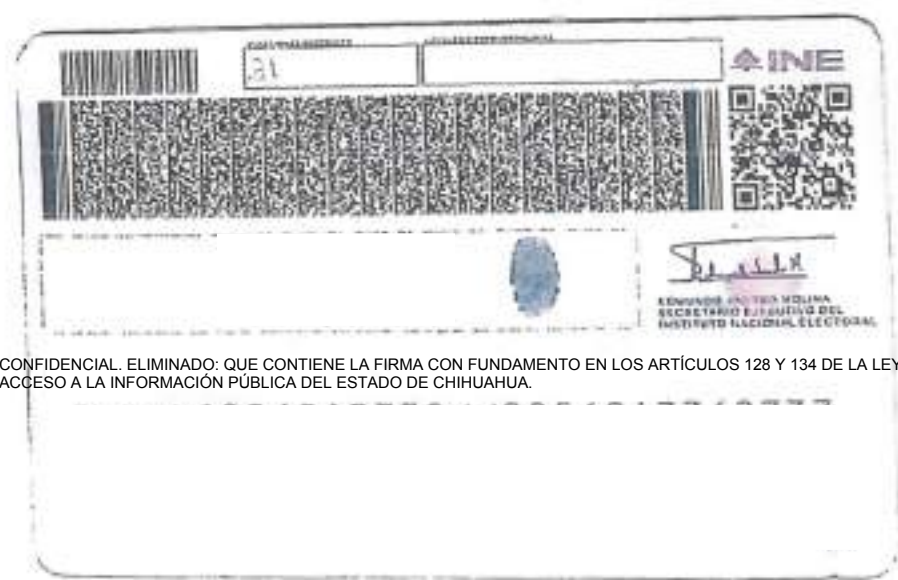 .21
INE
EDMUNDO JACOBO MOLINA
SECRETARIO EJECUTIVO DEL
INSTITUTO NACIONAL ELECTORAL
CONFIDENCIAL. ELIMINADO: QUE CONTIENE LA FIRMA CON FUNDAMENTO EN LOS ARTÍCULOS 128 Y 134 DE LA LEY
ACCESO A LA INFORMACIÓN PÚBLICA DEL ESTADO DE CHIHUAHUA.